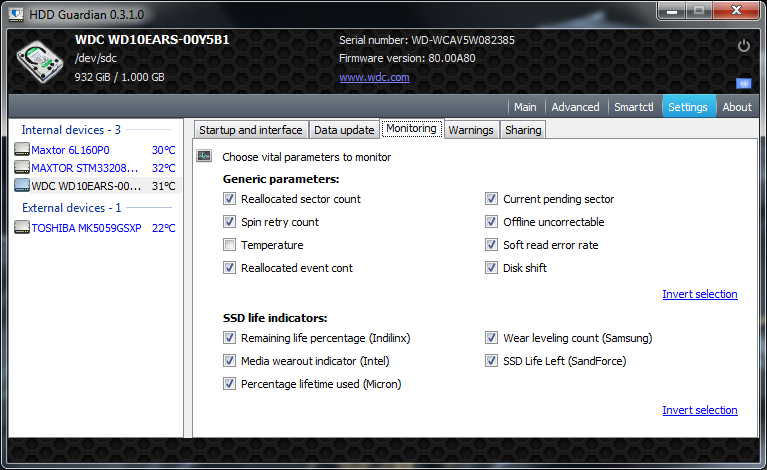 HDD Guardian 0.3.1.0
WDC WD10EARS-00Y5B1
/dev/sdc
932 GiB / 1.000 GB
Serial number: WD-WCAV5W082385
Firmware version: 80.00A80
www.wdc.com
Main Advanced Smartctl Settings About
Internal devices - 3
Maxtor 6L160P0 30°C
MAXTOR STM33208... 32°C
WDC WD10EARS-00... 31°C
External devices - 1
TOSHIBA MK5059GSXP 22°C
Startup and interface Data update Monitoring Warnings Sharing
Choose vital parameters to monitor
Generic parameters:
Reallocated sector count Current pending sector
Spin retry count Offline uncorrectable
Temperature Soft read error rate
Reallocated event cont Disk shift
Invert selection
SSD life indicators:
Remaining life percentage (Indilinx) Wear leveling count (Samsung)
Media wearout indicator (Intel) SSD Life Left (SandForce)
Percentage lifetime used (Micron)
Invert selection